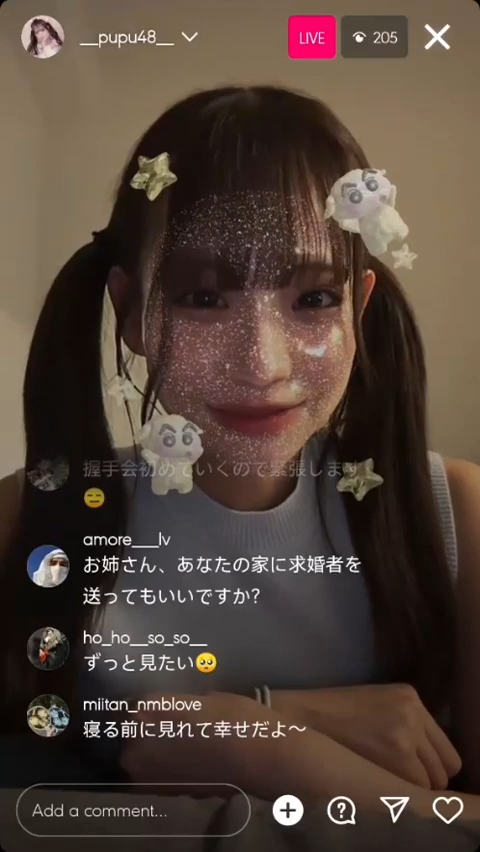 __pupu48__
LIVE
205
握手会初めていくので緊張します
😑
amore___lv
お姉さん、あなたの家に求婚者を
送ってもいいですか?
ho_ho__so_so__
ずっと見たい🥺
miitan_nmblove
寝る前に見れて幸せだよ〜
Add a comment...